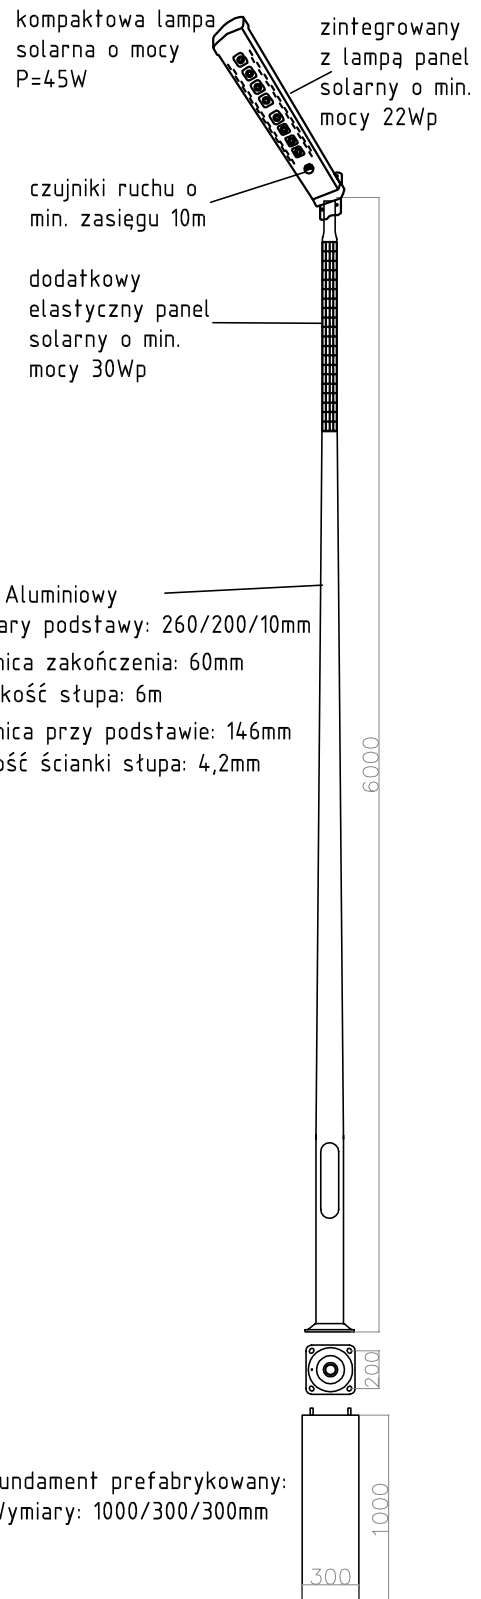 kompaktowa lampa
solarna o mocy
P=45W
zintegrowany
z lampą panel
solarny o min.
mocy 22Wp
czujniki ruchu o
min. zasięgu 10m
dodatkowy
elastyczny panel
solarny o min.
mocy 30Wp
Aluminiowy
ary podstawy: 260/200/10mm
nica zakończenia: 60mm
kość słupa: 6m
nica przy podstawie: 146mm
ość ścianki słupa: 4,2mm
6000
200
undament prefabrykowany:
Wymiary: 1000/300/300mm
1000
300